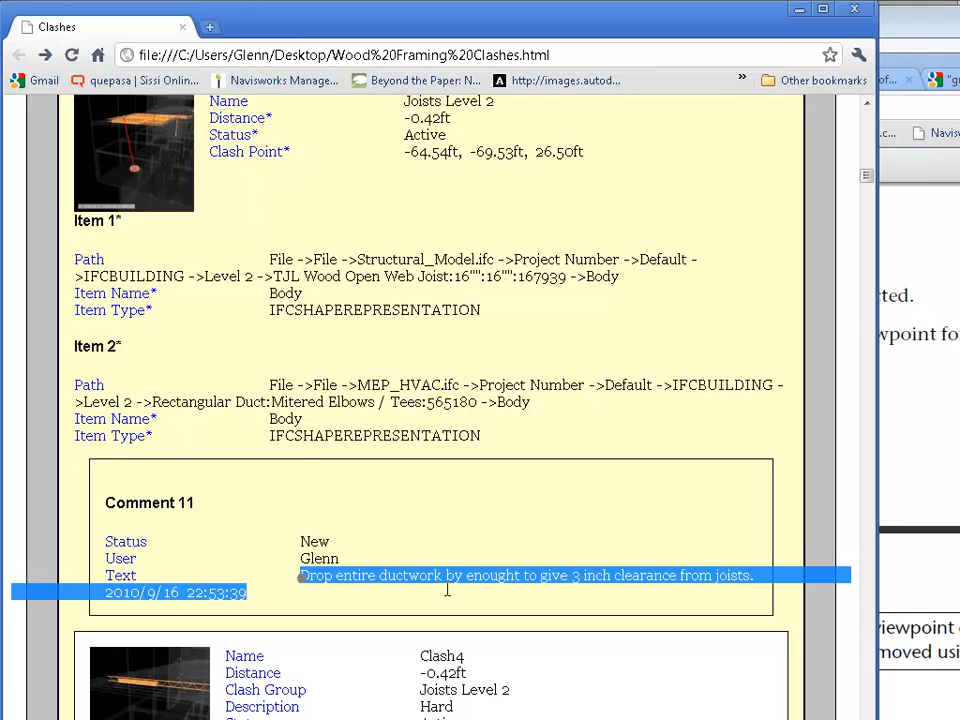 Clashes
file:///C:/Users/Glenn/Desktop/Wood%20Framing%20Clashes.html
Gmail quepasa | Sissi Onlin... Navisworks Manage... Beyond the Paper: N... http://images.autod... » Other bookmarks
of...
"gr
.c...
Navis
Name Joists Level 2
Distance* -0.42ft
Status* Active
Clash Point* -64.54ft, -69.53ft, 26.50ft
Item 1*
Path File ->File ->Structural_Model.ifc ->Project Number ->Default -
>IFCBUILDING ->Level 2 ->TJL Wood Open Web Joist:16"":16"":167939 ->Body
Item Name* Body
Item Type* IFCSHAPEREPRESENTATION
Item 2*
Path File ->File ->MEP_HVAC.ifc ->Project Number ->Default ->IFCBUILDING -
>Level 2 ->Rectangular Duct:Mitered Elbows / Tees:565180 ->Body
Item Name* Body
Item Type* IFCSHAPEREPRESENTATION
Comment 11
Status New
User Glenn
Text Drop entire ductwork by enought to give 3 inch clearance from joists.
2010/9/16 22:53:39
Name Clash4
Distance -0.42ft
Clash Group Joists Level 2
Description Hard
cted.
wpoint fo
viewpoint
moved usi